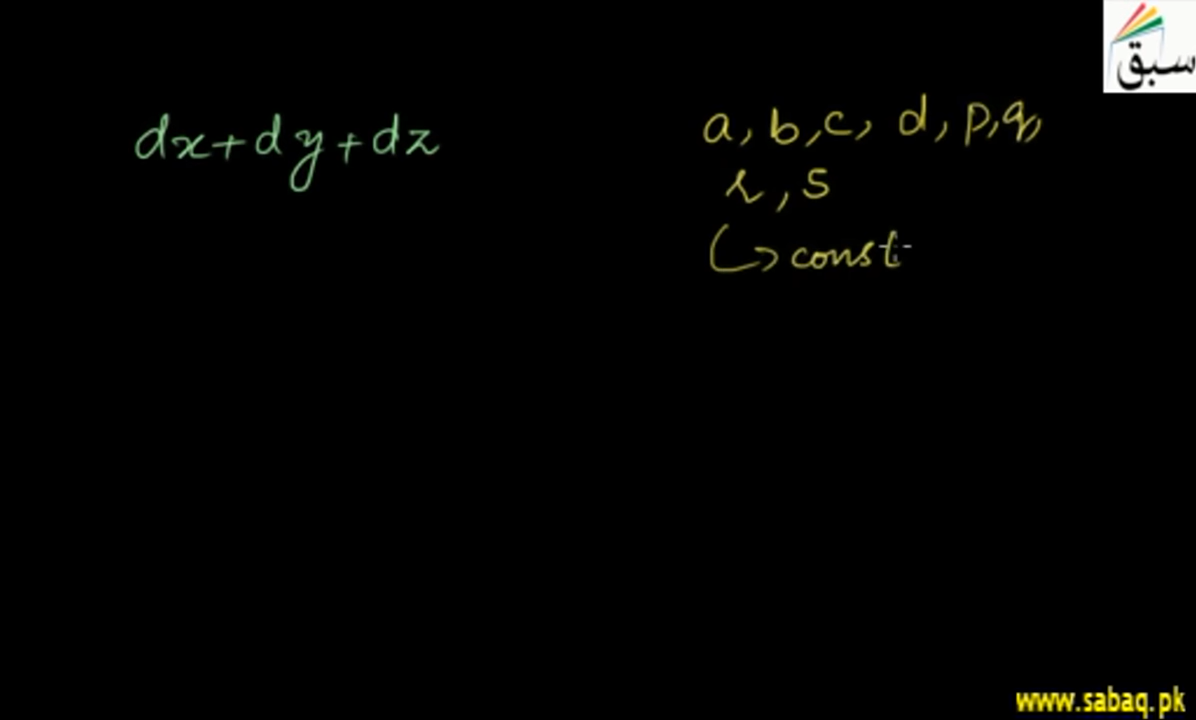 سبق
dx+dy+dz
a, b, c, d, p, q,
r, s
↳ const
www.sabaq.pk